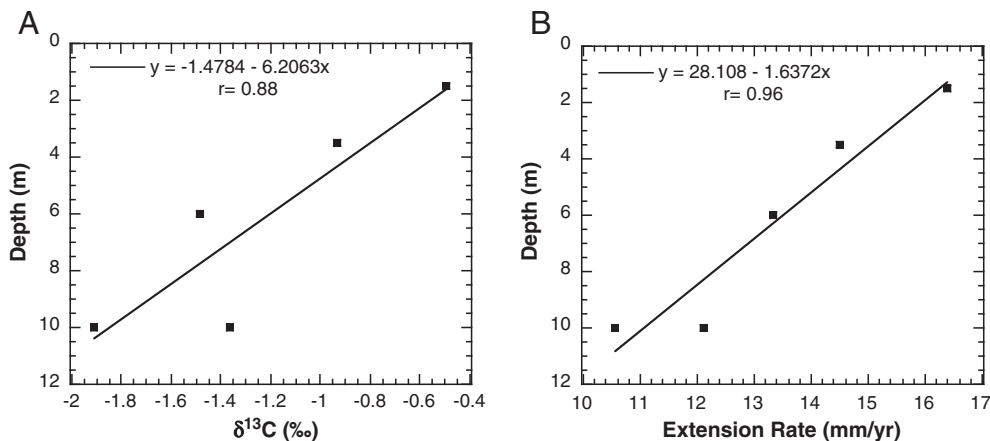 A
y = -1.4784 - 6.2063x
r= 0.88
0
2
4
6
8
10
12
Depth (m)
-2 -1.8 -1.6 -1.4 -1.2 -1 -0.8 -0.6 -0.4
δ¹³C (‰)
B
y = 28.108 - 1.6372x
r = 0.96
0
2
4
6
8
10
12
Depth (m)
10 11 12 13 14 15 16 17
Extension Rate (mm/yr)